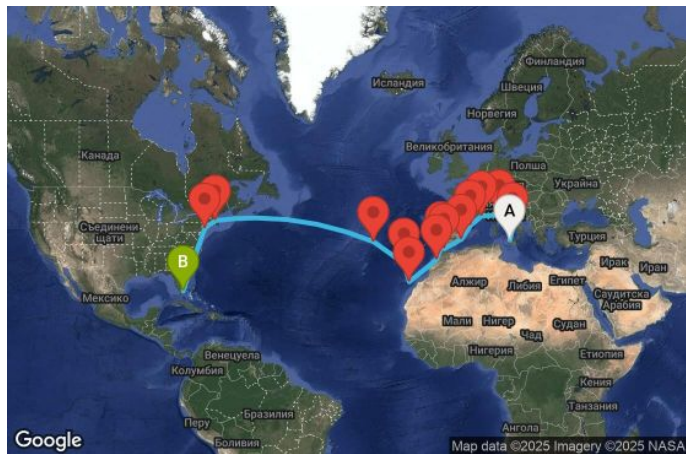 Исландия
Финландия
Швеция
Норвегия
Канада
Великобритания
Полша
Украйна
B
A
Съединени
щати
Турция
Ирак
Иран
Мексико
Алжир
Либия
Египет
Саудитска
Арабия
Мали
Нигер
Чад
Судан
Венецуела
Нигерия
Етиопия
Колумбия
Кения
Перу
Бразилия
Танзания
Ангола
Боливия
Google
Map data ©2025 Imagery ©2025 NASA